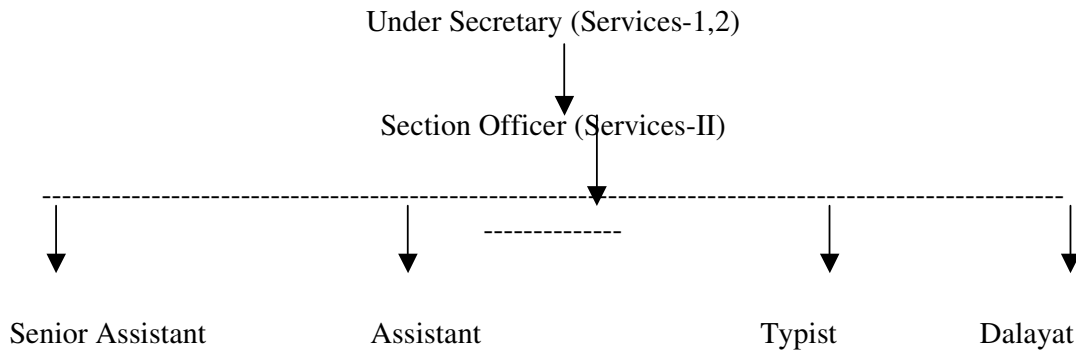 Under Secretary (Services-1,2)
Section Officer (Services-II)
Senior Assistant Assistant Typist Dalayat